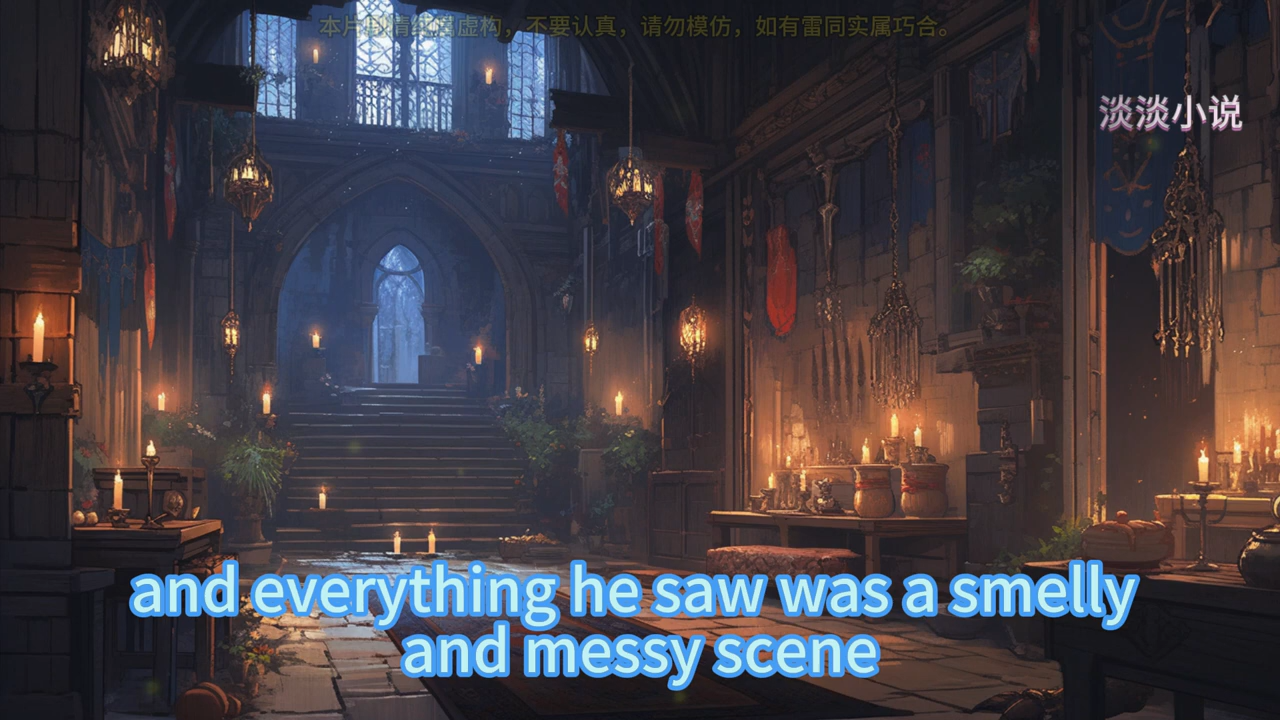 本片剧情纯属虚构，不要认真，请勿模仿，如有雷同实属巧合。
淡淡小说
and everything he saw was a smelly
and messy scene